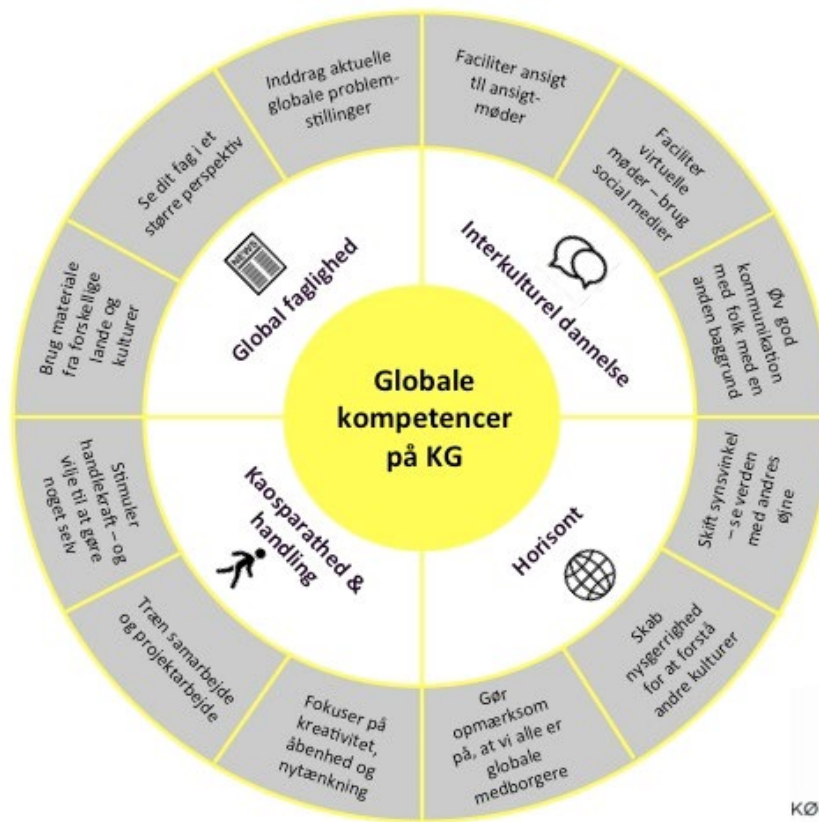 Globale
kompetencer
på KG
Global faglighed
NEWS
Interkulturel dannelse
Horisont
Kaosparathed &
handling
Inddrag aktuelle
globale problem-
stillinger
Faciliter ansigt
til ansigt-
møder
Faciliter
virtuelle
møder – brug
social medier
Øv god
kommunikation
med folk med en
anden baggrund
Skift synsvinkel
– se verden
med andres
øjne
Skab
nysgerrighed
for at forstå
andre kulturer
Gør
opmærksom
på, at vi alle er
globale
medborgere
Fokuser på
kreativitet,
åbenhed og
nytænkning
Træn samarbejde
og projektarbejde
Stimuler
handlekraft – og
vilje til at gøre
noget selv
Brug materiale
fra forskellige
lande og
kulturer
Se dit fag i et
større perspektiv
KØ